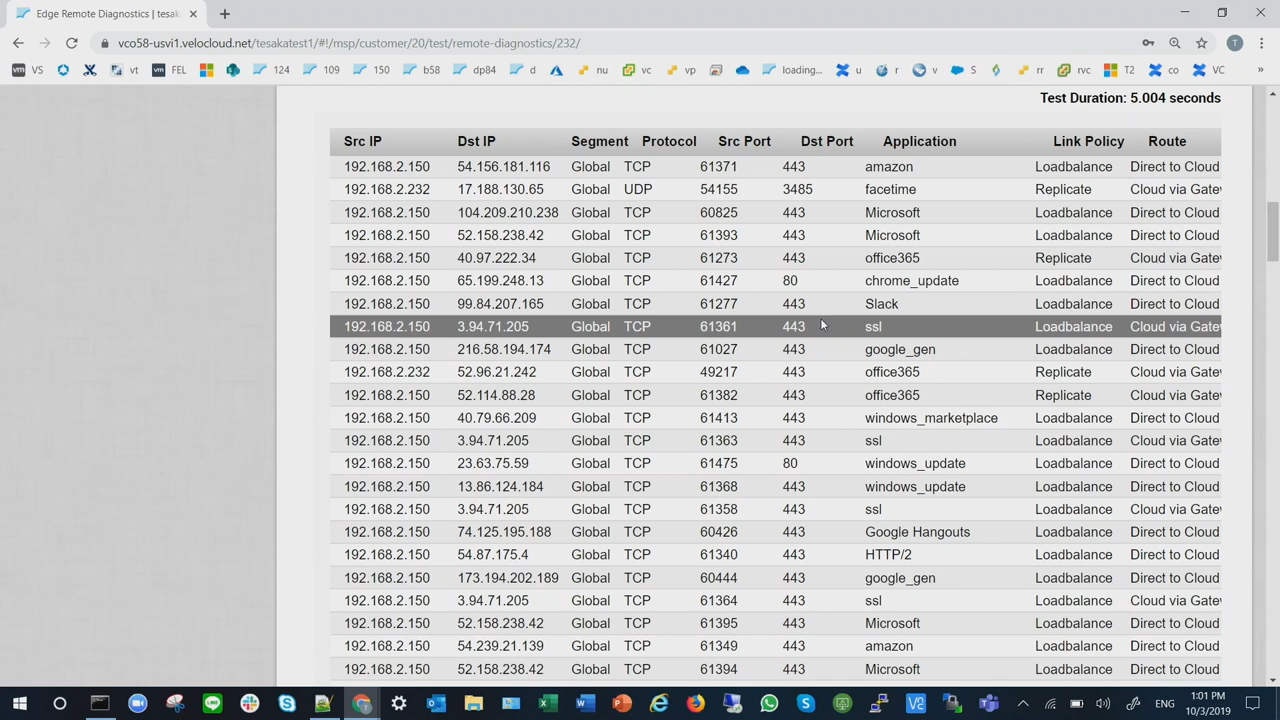 Edge Remote Diagnostics | tesaka
vco58-usvi1.velocloud.net/tesakatest1/#!/msp/customer/20/test/remote-diagnostics/232/
T
vm VS vt vm FEL 124 109 150 b58 dp84 d nu vc vp loading... u r v S rr rvc T2 co VC »
Test Duration: 5.004 seconds
Src IP Dst IP Segment Protocol Src Port Dst Port Application Link Policy Route
192.168.2.150 54.156.181.116 Global TCP 61371 443 amazon Loadbalance Direct to Cloud
192.168.2.232 17.188.130.65 Global UDP 54155 3485 facetime Replicate Cloud via Gate
192.168.2.150 104.209.210.238 Global TCP 60825 443 Microsoft Loadbalance Direct to Cloud
192.168.2.150 52.158.238.42 Global TCP 61393 443 Microsoft Loadbalance Direct to Cloud
192.168.2.150 40.97.222.34 Global TCP 61273 443 office365 Replicate Cloud via Gate
192.168.2.150 65.199.248.13 Global TCP 61427 80 chrome_update Loadbalance Direct to Cloud
192.168.2.150 99.84.207.165 Global TCP 61277 443 Slack Loadbalance Direct to Cloud
192.168.2.150 3.94.71.205 Global TCP 61361 443 ssl Loadbalance Cloud via Gate
192.168.2.150 216.58.194.174 Global TCP 61027 443 google_gen Loadbalance Direct to Cloud
192.168.2.232 52.96.21.242 Global TCP 49217 443 office365 Replicate Cloud via Gate
192.168.2.150 52.114.88.28 Global TCP 61382 443 office365 Replicate Cloud via Gate
192.168.2.150 40.79.66.209 Global TCP 61413 443 windows_marketplace Loadbalance Direct to Cloud
192.168.2.150 3.94.71.205 Global TCP 61363 443 ssl Loadbalance Cloud via Gate
192.168.2.150 23.63.75.59 Global TCP 61475 80 windows_update Loadbalance Direct to Cloud
192.168.2.150 13.86.124.184 Global TCP 61368 443 windows_update Loadbalance Direct to Cloud
192.168.2.150 3.94.71.205 Global TCP 61358 443 ssl Loadbalance Cloud via Gate
192.168.2.150 74.125.195.188 Global TCP 60426 443 Google Hangouts Loadbalance Direct to Cloud
192.168.2.150 54.87.175.4 Global TCP 61340 443 HTTP/2 Loadbalance Direct to Cloud
192.168.2.150 173.194.202.189 Global TCP 60444 443 google_gen Loadbalance Direct to Cloud
192.168.2.150 3.94.71.205 Global TCP 61364 443 ssl Loadbalance Cloud via Gate
192.168.2.150 52.158.238.42 Global TCP 61395 443 Microsoft Loadbalance Direct to Cloud
192.168.2.150 54.239.21.139 Global TCP 61349 443 amazon Loadbalance Direct to Cloud
192.168.2.150 52.158.238.42 Global TCP 61394 443 Microsoft Loadbalance Direct to Cloud
1:01 PM
ENG
10/3/2019